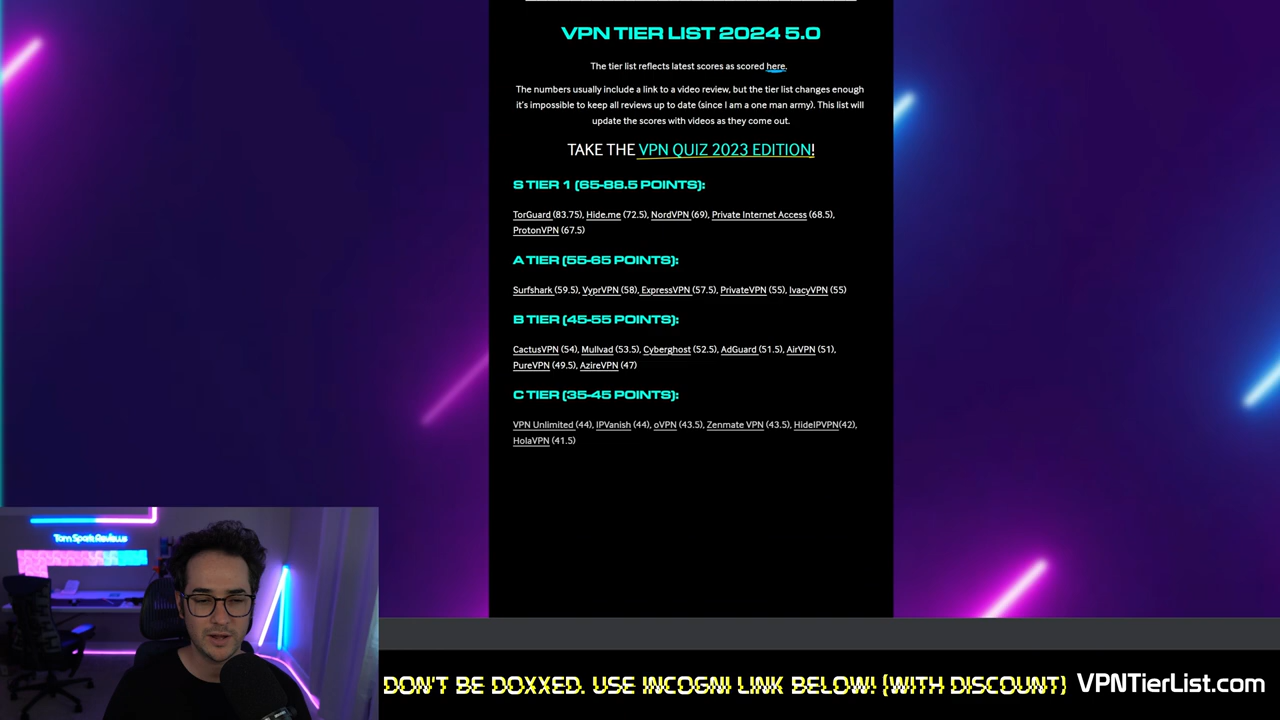 VPN TIER LIST 2024 5.0
The tier list reflects latest scores as scored here.
The numbers usually include a link to a video review, but the tier list changes enough
it's impossible to keep all reviews up to date (since I am a one man army). This list will
update the scores with videos as they come out.
TAKE THE VPN QUIZ 2023 EDITION!
S TIER 1 (65-88.5 POINTS):
TorGuard (83.75), Hide.me (72.5), NordVPN (69), Private Internet Access (68.5),
ProtonVPN (67.5)
A TIER (55-65 POINTS):
Surfshark (59.5), VyprVPN (58), ExpressVPN (57.5), PrivateVPN (55), IvacyVPN (55)
B TIER (45-55 POINTS):
CactusVPN (54), Mullvad (53.5), Cyberghost (52.5), AdGuard (51.5), AirVPN (51),
PureVPN (49.5), AzireVPN (47)
C TIER (35-45 POINTS):
VPN Unlimited (44), IPVanish (44), oVPN (43.5), Zenmate VPN (43.5), HideIPVPN(42),
HolaVPN (41.5)
Tom Spark Reviews
DON'T BE DOXXED. USE INCOGNI LINK BELOW! (WITH DISCOUNT) VPNTierList.com